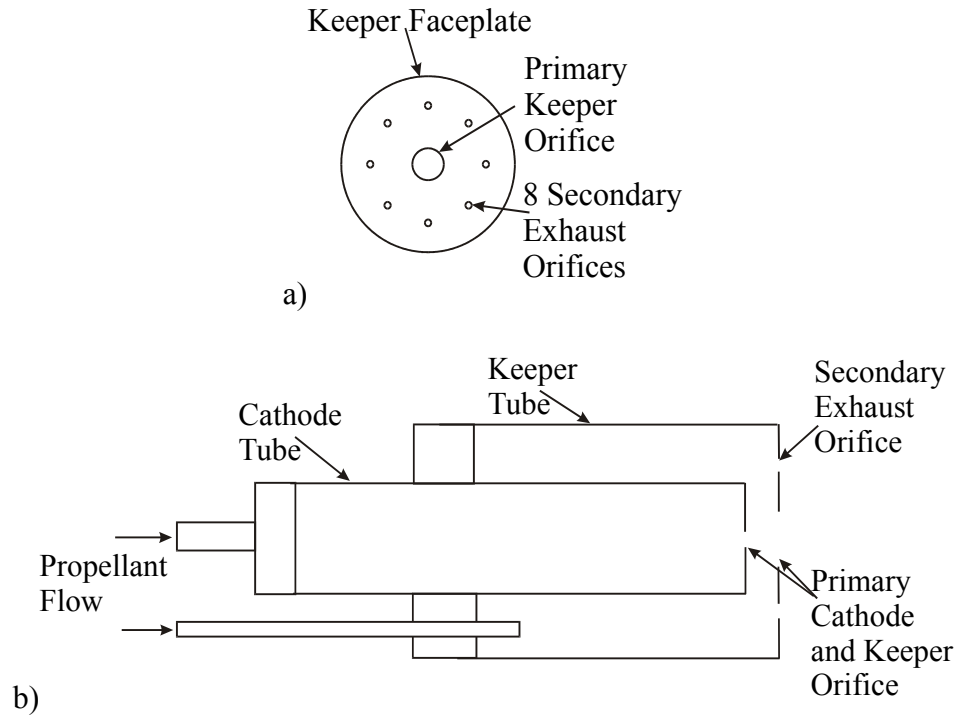 Keeper Faceplate
Primary
Keeper
Orifice
8 Secondary
Exhaust
Orifices
a)
Keeper
Tube
Secondary
Exhaust
Orifice
Cathode
Tube
Propellant
Flow
Primary
Cathode
and Keeper
Orifice
b)